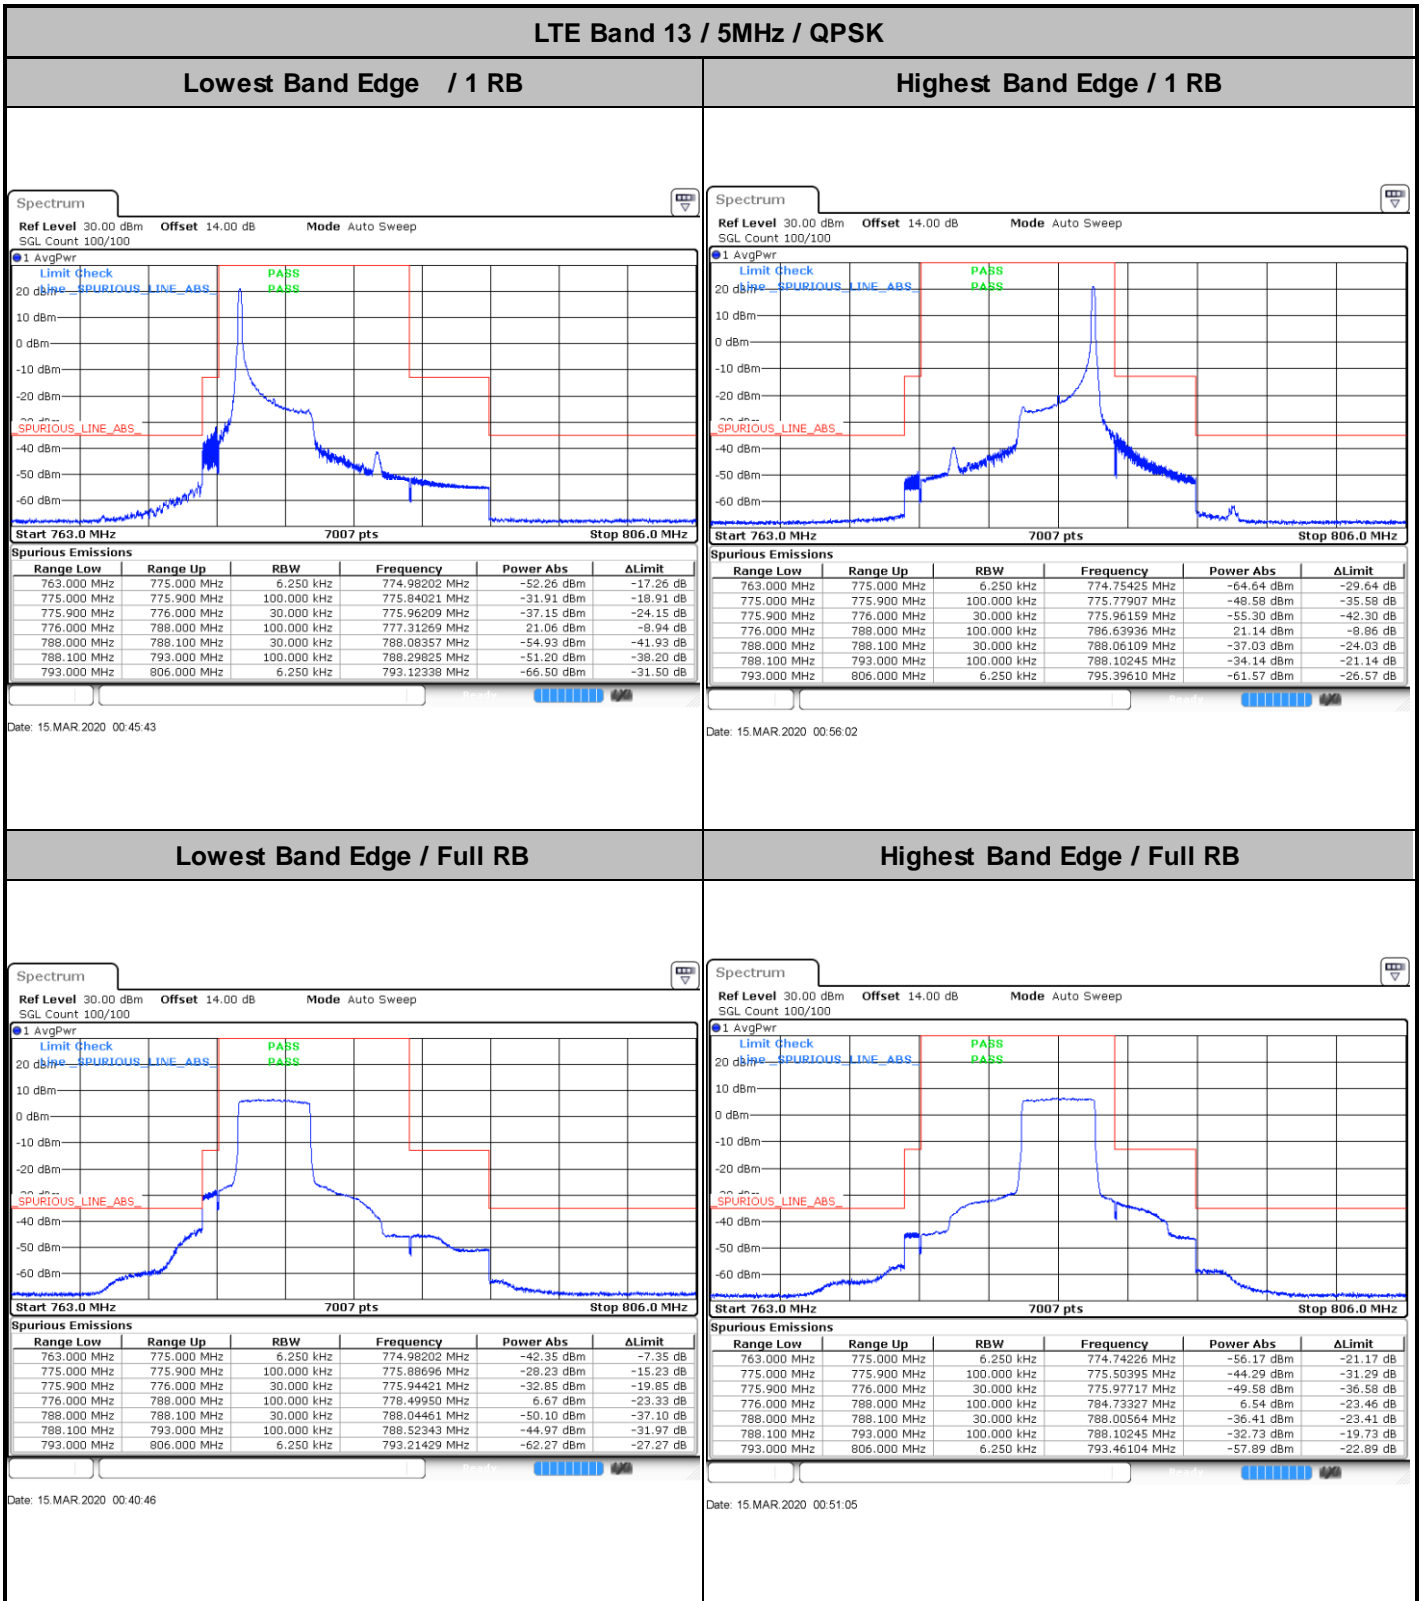 LTE Band 13 / 5MHz / QPSK
Lowest Band Edge / 1 RB
Highest Band Edge / 1 RB
Spectrum
Ref Level 30.00 dBm Offset 14.00 dB Mode Auto Sweep
SGL Count 100/100
1 AvgPwr
Limit Check PASS
Line _SPURIOUS_LINE_ABS_ PASS
20 dBm
10 dBm
0 dBm
-10 dBm
-20 dBm
-30 dBm
_SPURIOUS_LINE_ABS_
-40 dBm
-50 dBm
-60 dBm
Start 763.0 MHz 7007 pts Stop 806.0 MHz
Spurious Emissions
Range Low Range Up RBW Frequency Power Abs ΔLimit
763.000 MHz 775.000 MHz 6.250 kHz 774.98202 MHz -52.26 dBm -17.26 dB
775.000 MHz 775.900 MHz 100.000 kHz 775.84021 MHz -31.91 dBm -18.91 dB
775.900 MHz 776.000 MHz 30.000 kHz 775.96209 MHz -37.15 dBm -24.15 dB
776.000 MHz 788.000 MHz 100.000 kHz 777.31269 MHz 21.06 dBm -8.94 dB
788.000 MHz 788.100 MHz 30.000 kHz 788.08357 MHz -54.93 dBm -41.93 dB
788.100 MHz 793.000 MHz 100.000 kHz 788.29825 MHz -51.20 dBm -38.20 dB
793.000 MHz 806.000 MHz 6.250 kHz 793.12338 MHz -66.50 dBm -31.50 dB
Ready
Date: 15.MAR.2020 00:45:43
Spectrum
Ref Level 30.00 dBm Offset 14.00 dB Mode Auto Sweep
SGL Count 100/100
1 AvgPwr
Limit Check PASS
Line _SPURIOUS_LINE_ABS_ PASS
20 dBm
10 dBm
0 dBm
-10 dBm
-20 dBm
-30 dBm
_SPURIOUS_LINE_ABS_
-40 dBm
-50 dBm
-60 dBm
Start 763.0 MHz 7007 pts Stop 806.0 MHz
Spurious Emissions
Range Low Range Up RBW Frequency Power Abs ΔLimit
763.000 MHz 775.000 MHz 6.250 kHz 774.75425 MHz -64.64 dBm -29.64 dB
775.000 MHz 775.900 MHz 100.000 kHz 775.77907 MHz -48.58 dBm -35.58 dB
775.900 MHz 776.000 MHz 30.000 kHz 775.96159 MHz -55.30 dBm -42.30 dB
776.000 MHz 788.000 MHz 100.000 kHz 786.63936 MHz 21.14 dBm -8.86 dB
788.000 MHz 788.100 MHz 30.000 kHz 788.06109 MHz -37.03 dBm -24.03 dB
788.100 MHz 793.000 MHz 100.000 kHz 788.10245 MHz -34.14 dBm -21.14 dB
793.000 MHz 806.000 MHz 6.250 kHz 795.39610 MHz -61.57 dBm -26.57 dB
Ready
Date: 15.MAR.2020 00:56:02
Lowest Band Edge / Full RB
Highest Band Edge / Full RB
Spectrum
Ref Level 30.00 dBm Offset 14.00 dB Mode Auto Sweep
SGL Count 100/100
1 AvgPwr
Limit Check PASS
Line _SPURIOUS_LINE_ABS_ PASS
20 dBm
10 dBm
0 dBm
-10 dBm
-20 dBm
-30 dBm
_SPURIOUS_LINE_ABS_
-40 dBm
-50 dBm
-60 dBm
Start 763.0 MHz 7007 pts Stop 806.0 MHz
Spurious Emissions
Range Low Range Up RBW Frequency Power Abs ΔLimit
763.000 MHz 775.000 MHz 6.250 kHz 774.98202 MHz -42.35 dBm -7.35 dB
775.000 MHz 775.900 MHz 100.000 kHz 775.88696 MHz -28.23 dBm -15.23 dB
775.900 MHz 776.000 MHz 30.000 kHz 775.94421 MHz -32.85 dBm -19.85 dB
776.000 MHz 788.000 MHz 100.000 kHz 778.49950 MHz 6.67 dBm -23.33 dB
788.000 MHz 788.100 MHz 30.000 kHz 788.04461 MHz -50.10 dBm -37.10 dB
788.100 MHz 793.000 MHz 100.000 kHz 788.52343 MHz -44.97 dBm -31.97 dB
793.000 MHz 806.000 MHz 6.250 kHz 793.21429 MHz -62.27 dBm -27.27 dB
Ready
Date: 15.MAR.2020 00:40:46
Spectrum
Ref Level 30.00 dBm Offset 14.00 dB Mode Auto Sweep
SGL Count 100/100
1 AvgPwr
Limit Check PASS
Line _SPURIOUS_LINE_ABS_ PASS
20 dBm
10 dBm
0 dBm
-10 dBm
-20 dBm
-30 dBm
_SPURIOUS_LINE_ABS_
-40 dBm
-50 dBm
-60 dBm
Start 763.0 MHz 7007 pts Stop 806.0 MHz
Spurious Emissions
Range Low Range Up RBW Frequency Power Abs ΔLimit
763.000 MHz 775.000 MHz 6.250 kHz 774.74226 MHz -56.17 dBm -21.17 dB
775.000 MHz 775.900 MHz 100.000 kHz 775.50395 MHz -44.29 dBm -31.29 dB
775.900 MHz 776.000 MHz 30.000 kHz 775.97717 MHz -49.58 dBm -36.58 dB
776.000 MHz 788.000 MHz 100.000 kHz 784.73327 MHz 6.54 dBm -23.46 dB
788.000 MHz 788.100 MHz 30.000 kHz 788.00564 MHz -36.41 dBm -23.41 dB
788.100 MHz 793.000 MHz 100.000 kHz 788.10245 MHz -32.73 dBm -19.73 dB
793.000 MHz 806.000 MHz 6.250 kHz 793.46104 MHz -57.89 dBm -22.89 dB
Ready
Date: 15.MAR.2020 00:51:05